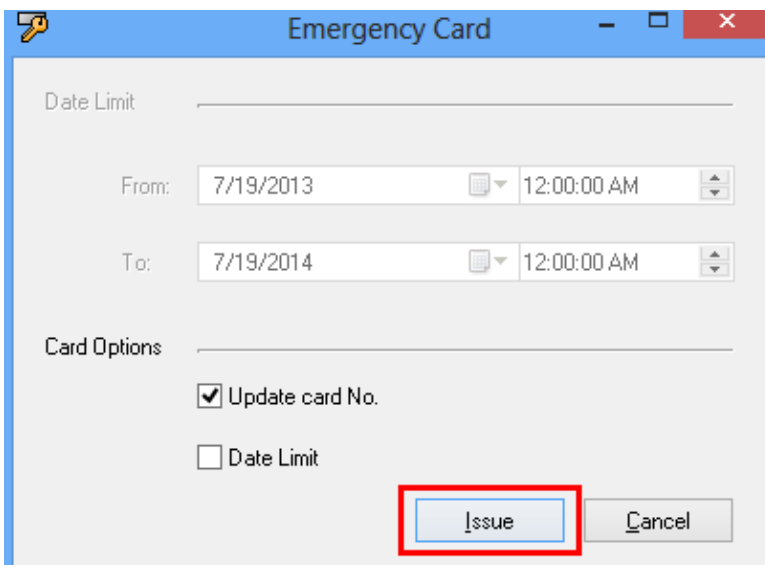 Emergency Card
Date Limit
From: 7/19/2013 12:00:00 AM
To: 7/19/2014 12:00:00 AM
Card Options
Update card No.
Date Limit
Issue Cancel